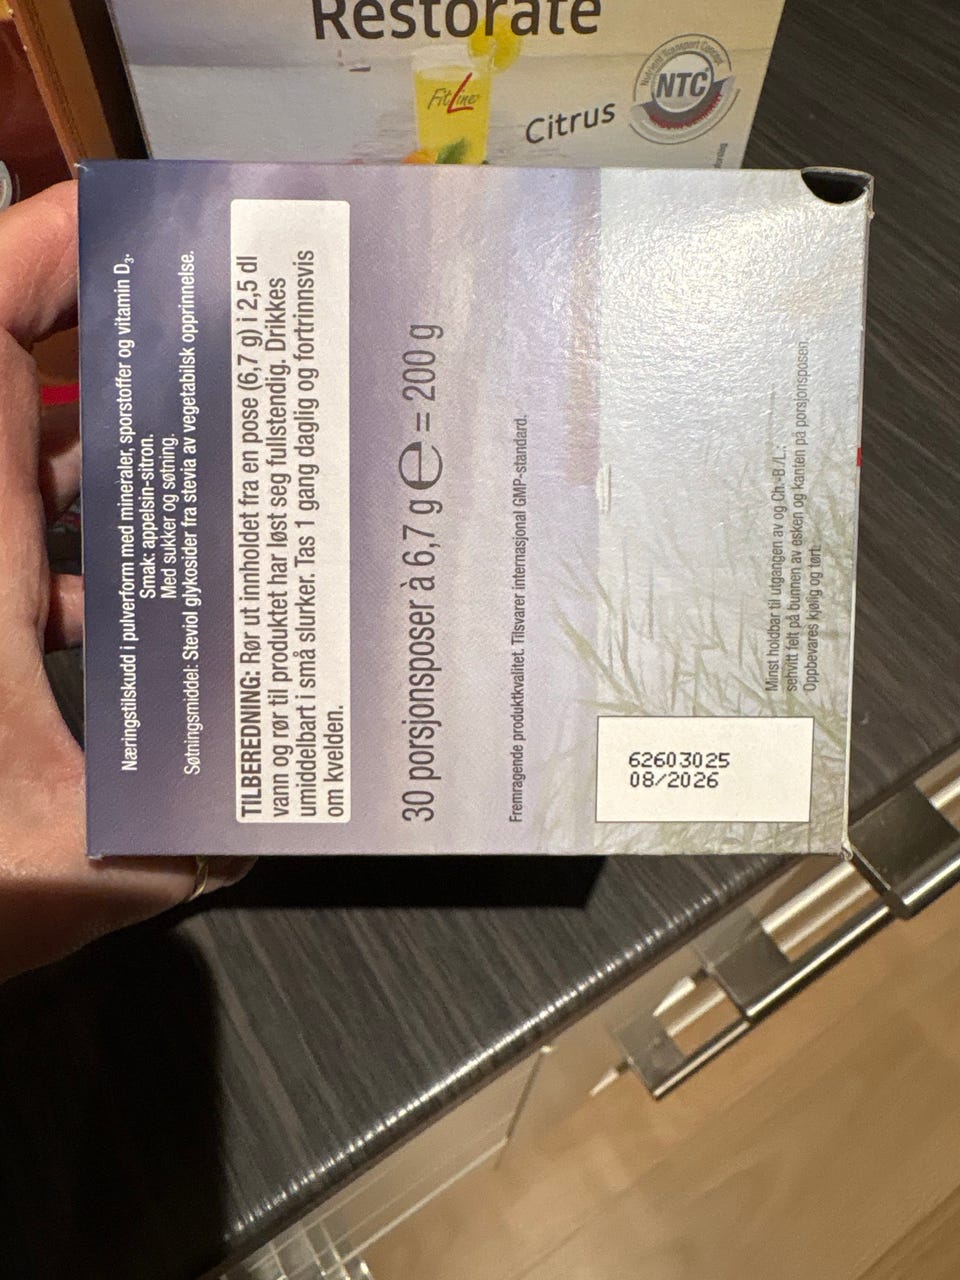 Restorate
FitLine
Citrus
Nutrient Transport Concept
NTC
Næringstilskudd i pulverform med mineraler, sporstoffer og vitamin D₃.
Smak: appelsin-sitron.
Med sukker og søtning.
Søtningsmiddel: Steviol glykosider fra stevia av vegetabilsk opprinnelse.
TILBEREDNING: Rør ut innholdet fra en pose (6,7 g) i 2,5 dl
vann og rør til produktet har løst seg fullstendig. Drikkes
umiddelbart i små slurker. Tas 1 gang daglig og fortrinnsvis
om kvelden.
30 porsjonsposer à 6,7 g ℮ = 200 g
Fremragende produktkvalitet. Tilsvarer internasjonal GMP-standard.
Minst holdbar til utgangen av og Ch.-B./L.:
sehvitt felt på bunnen av esken og kanten på porsjonsposen.
Oppbevares kjølig og tørt.
62603025
08/2026